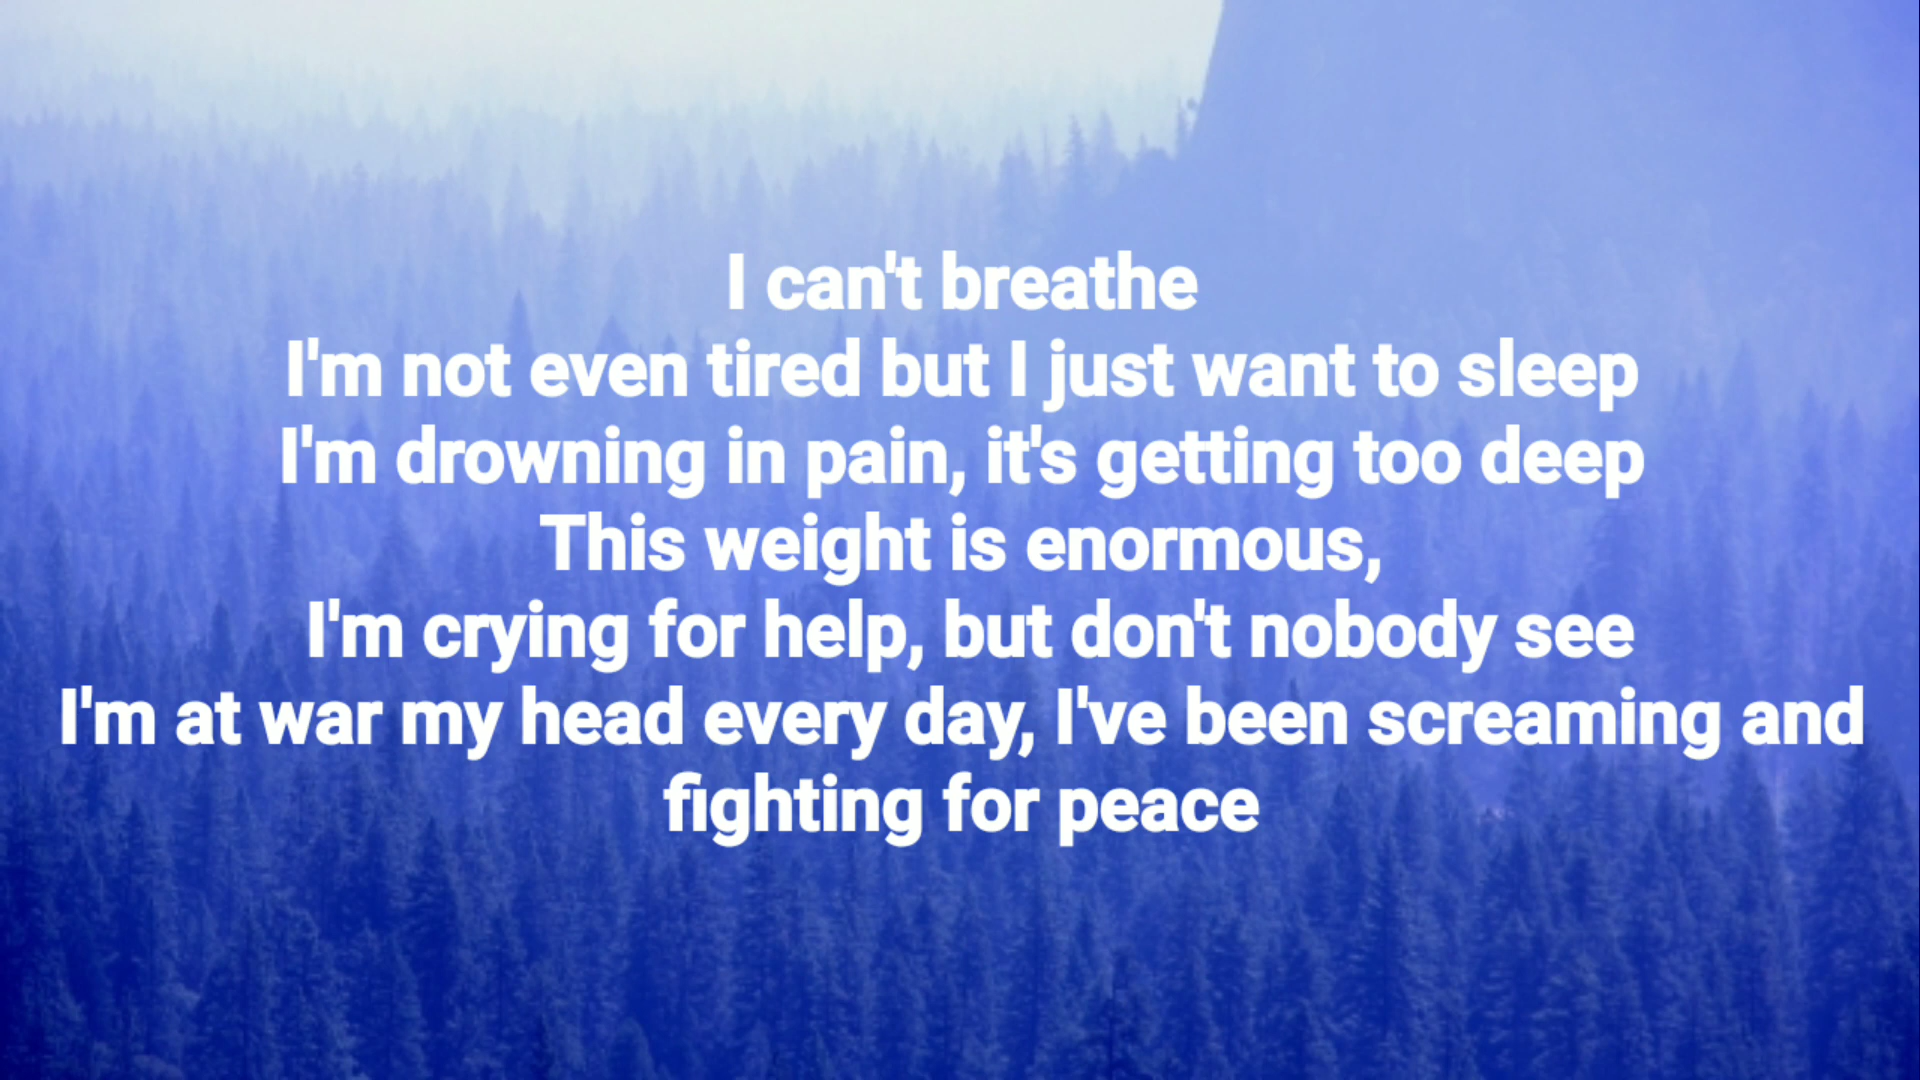 I can't breathe
I'm not even tired but I just want to sleep
I'm drowning in pain, it's getting too deep
This weight is enormous,
I'm crying for help, but don't nobody see
I'm at war my head every day, I've been screaming and
fighting for peace